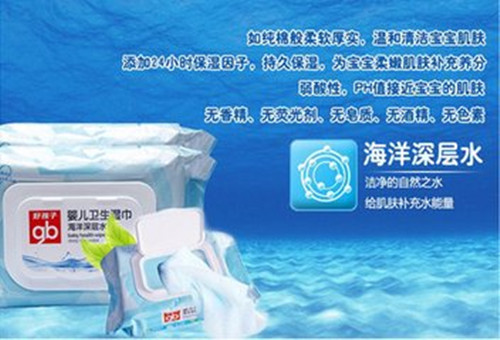 如纯棉般柔软厚实，温和清洁宝宝肌肤
添加24小时保湿因子，持久保湿，为宝宝柔嫩肌肤补充养分
弱酸性，PH值接近宝宝的肌肤
无香精、无荧光剂、无皂质、无酒精、无色素
海洋深层水
洁净的自然之水
给肌肤补充水能量
好孩子
gb
婴儿卫生湿巾
海洋深层水
gb